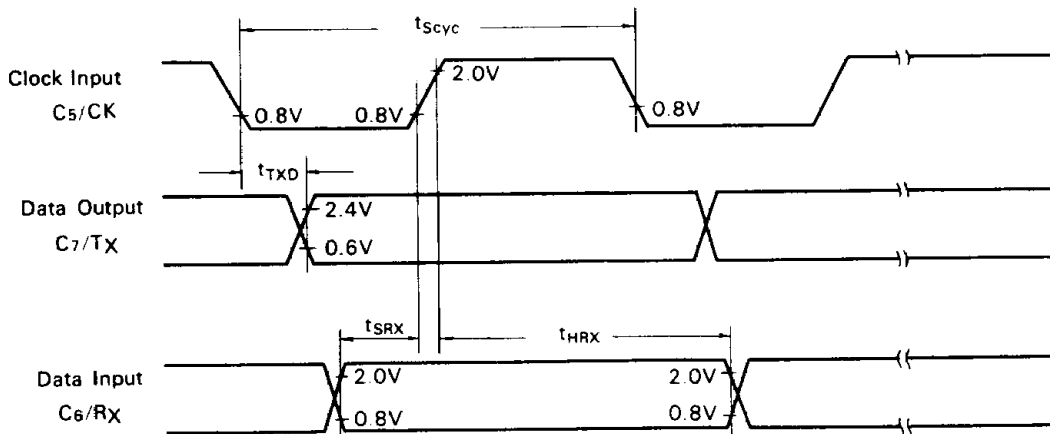 tScyc
Clock Input
C5/CK
2.0V
0.8V
0.8V
0.8V
tTXD
Data Output
C7/TX
2.4V
0.6V
tSRX
tHRX
Data Input
C6/RX
2.0V
2.0V
0.8V
0.8V